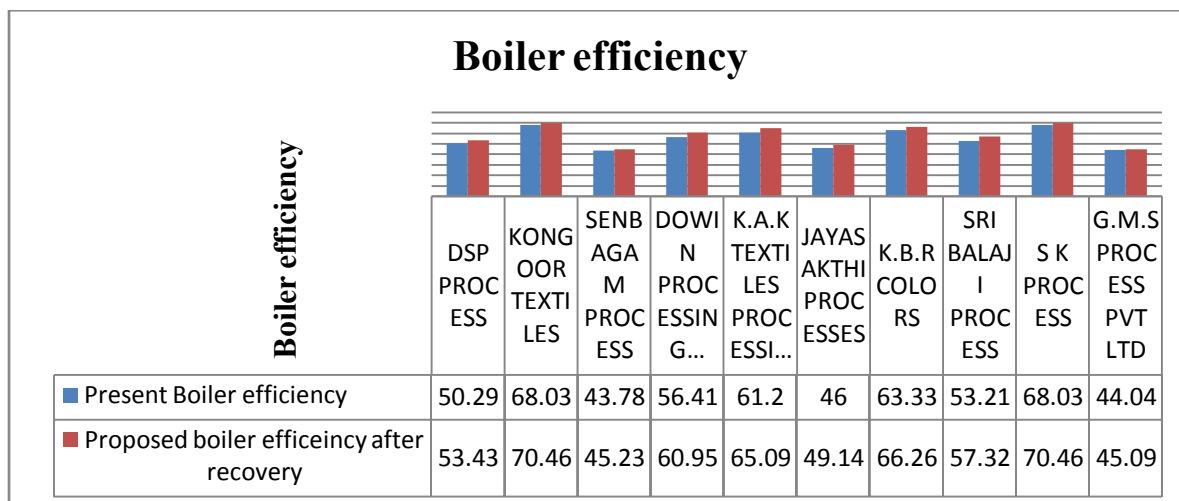 Boiler efficiency
Boiler efficiency
DSP
PROC
ESS
KONG
OOR
TEXTI
LES
SENB
AGA
M
PROC
ESS
DOWI
N
PROC
ESSIN
G...
K.A.K
TEXTI
LES
PROC
ESSI...
JAYAS
AKTHI
PROC
ESSES
K.B.R
COLO
RS
SRI
BALAJ
I
PROC
ESS
S K
PROC
ESS
G.M.S
PROC
ESS
PVT
LTD
Present Boiler efficiency 50.29 68.03 43.78 56.41 61.2 46 63.33 53.21 68.03 44.04
Proposed boiler efficeincy after
recovery 53.43 70.46 45.23 60.95 65.09 49.14 66.26 57.32 70.46 45.09